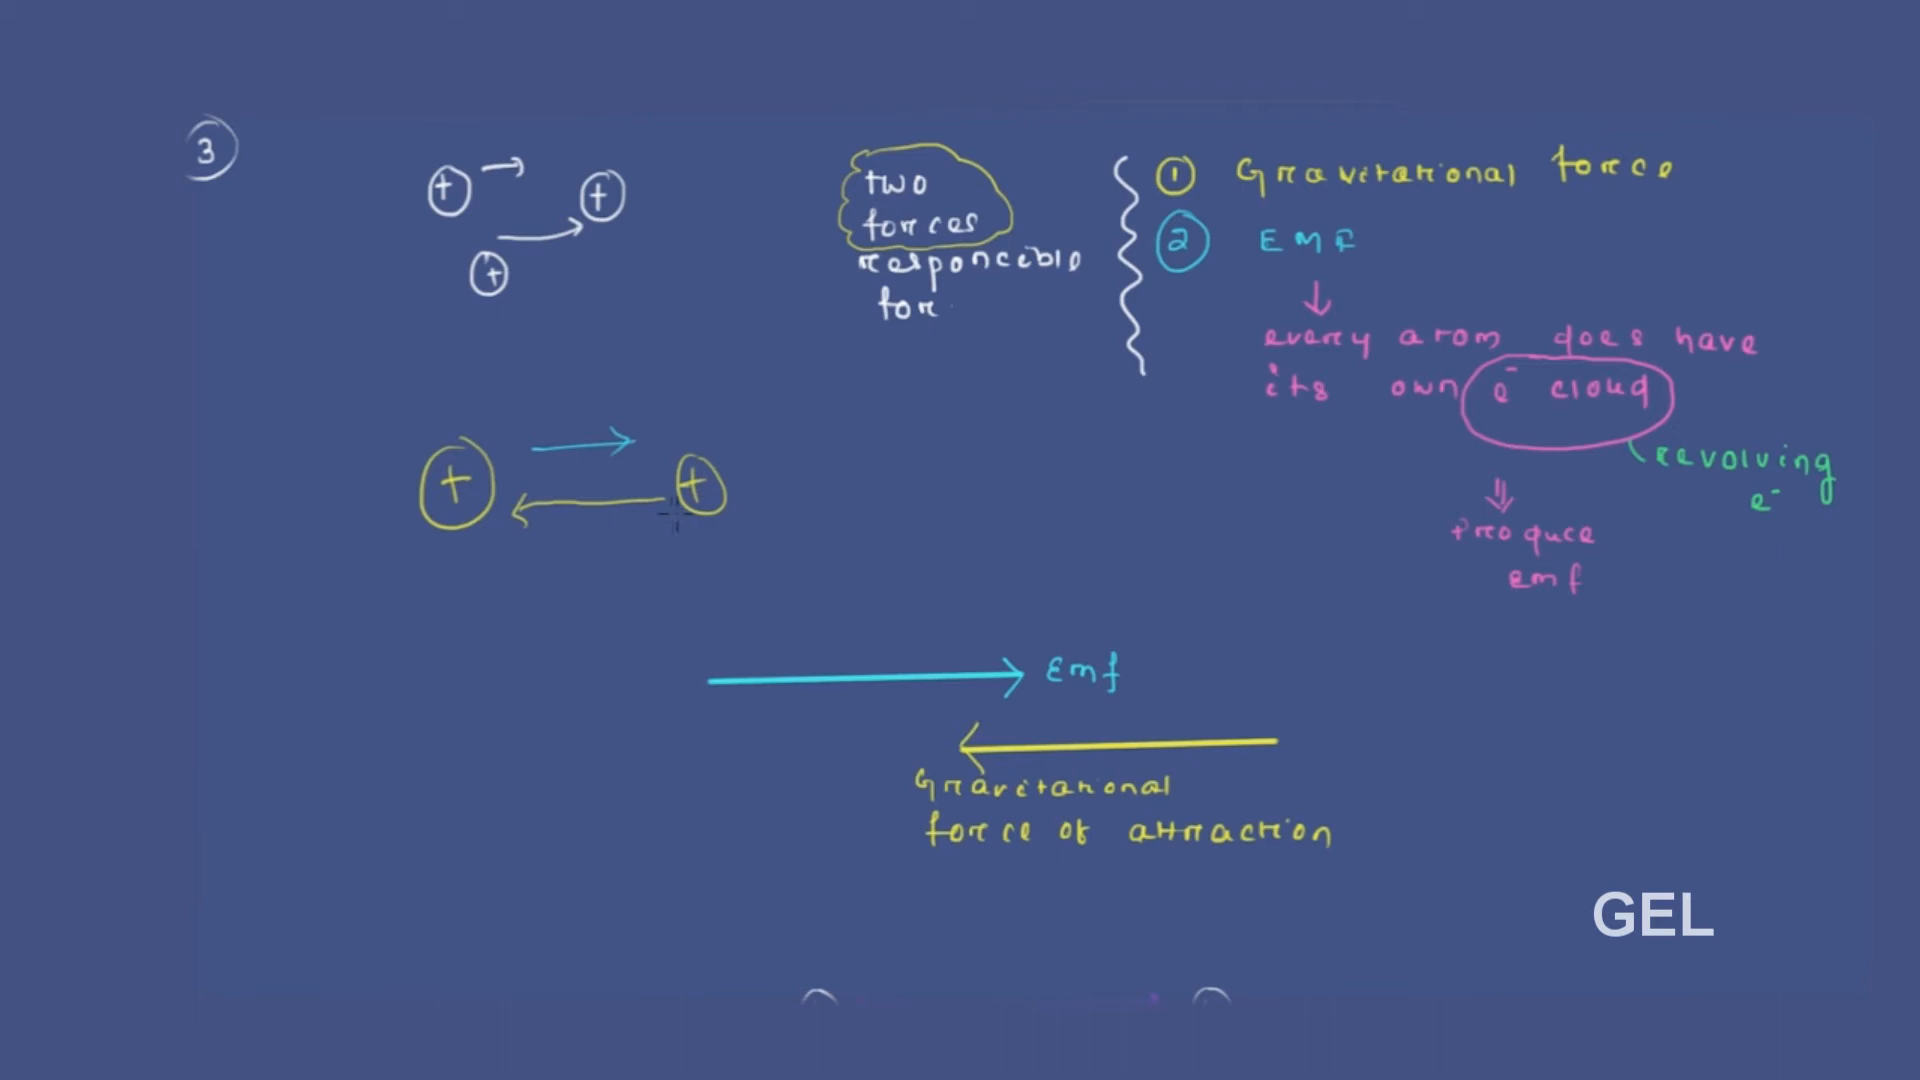 3
+ +
+
two
forces
responcible
for
1 Gravitational force
2 EMF
every atom does have
its own e⁻ cloud
revolving
e⁻
produce
emf
+ +
Emf
Gravitational
force of attraction
GEL